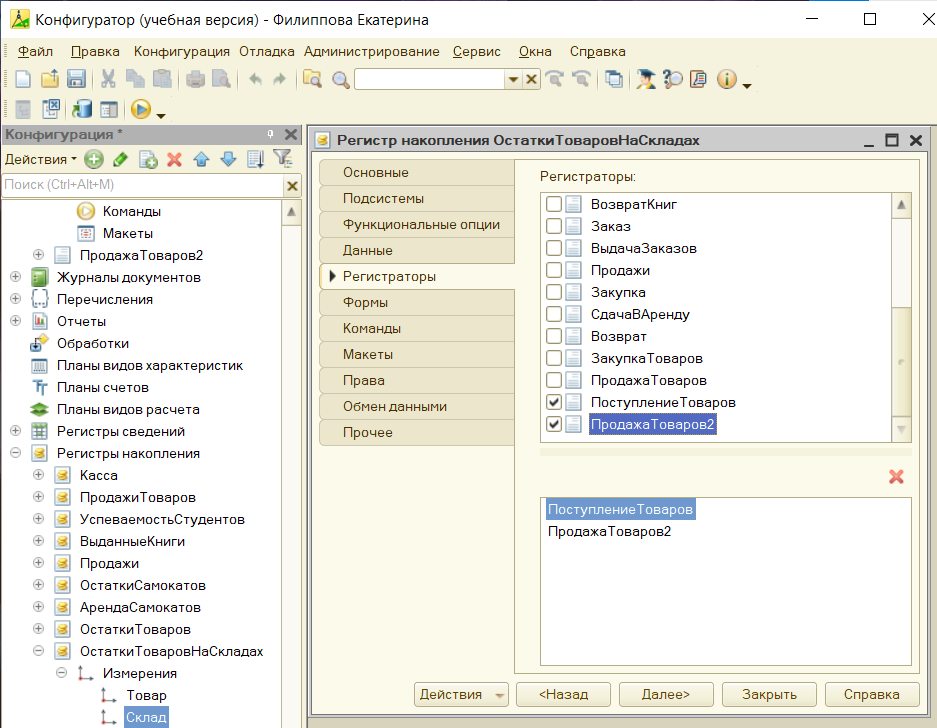 Конфигуратор (учебная версия) - Филиппова Екатерина
Файл Правка Конфигурация Отладка Администрирование Сервис Окна Справка
Конфигурация *
Действия
Поиск (Ctrl+Alt+M)
Команды
Макеты
ПродажаТоваров2
Журналы документов
Перечисления
Отчеты
Обработки
Планы видов характеристик
Планы счетов
Планы видов расчета
Регистры сведений
Регистры накопления
Касса
ПродажиТоваров
УспеваемостьСтудентов
ВыданныеКниги
Продажи
ОстаткиСамокатов
АрендаСамокатов
ОстаткиТоваров
ОстаткиТоваровНаСкладах
Измерения
Товар
Склад
Регистр накопления ОстаткиТоваровНаСкладах
Основные
Подсистемы
Функциональные опции
Данные
Регистраторы
Формы
Команды
Макеты
Права
Обмен данными
Прочее
Регистраторы:
ВозвратКниг
Заказ
ВыдачаЗаказов
Продажи
Закупка
СдачаВАренду
Возврат
ЗакупкаТоваров
ПродажаТоваров
ПоступлениеТоваров
ПродажаТоваров2
ПоступлениеТоваров
ПродажаТоваров2
Действия <Назад Далее> Закрыть Справка